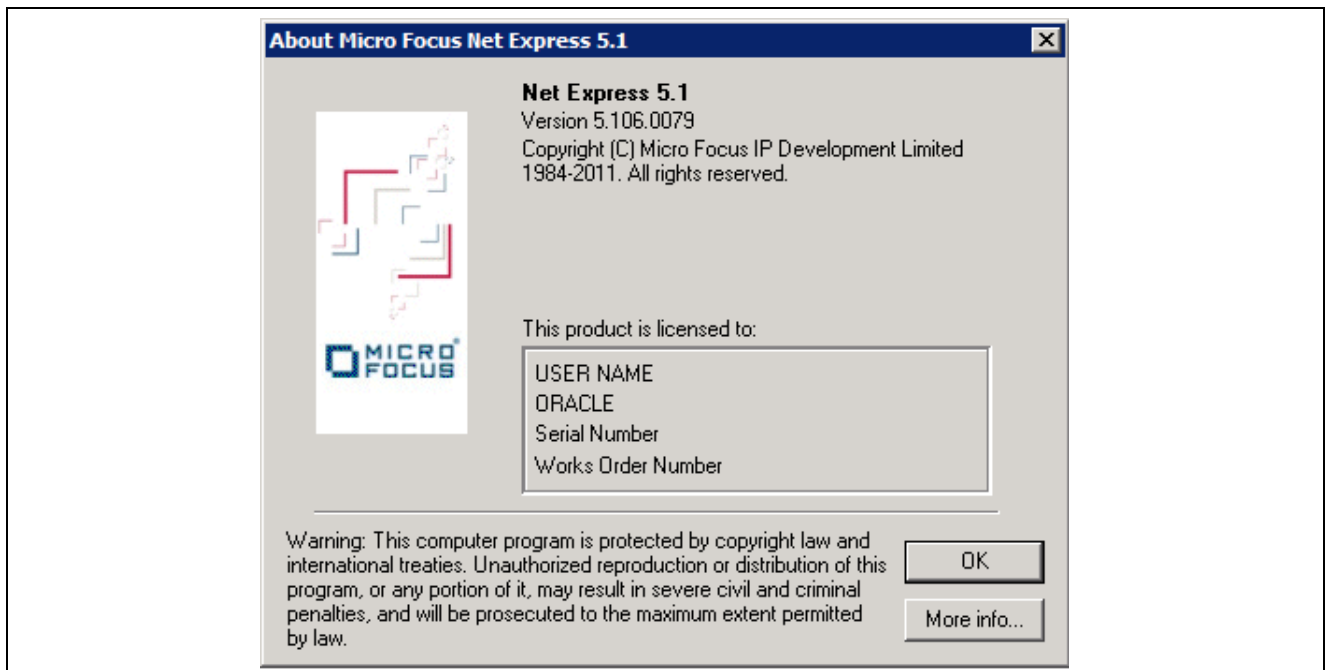 About Micro Focus Net Express 5.1
Net Express 5.1
Version 5.106.0079
Copyright (C) Micro Focus IP Development Limited
1984-2011. All rights reserved.
MICRO
FOCUS
This product is licensed to:
USER NAME
ORACLE
Serial Number
Works Order Number
Warning: This computer program is protected by copyright law and
international treaties. Unauthorized reproduction or distribution of this
program, or any portion of it, may result in severe civil and criminal
penalties, and will be prosecuted to the maximum extent permitted
by law.
OK
More info...